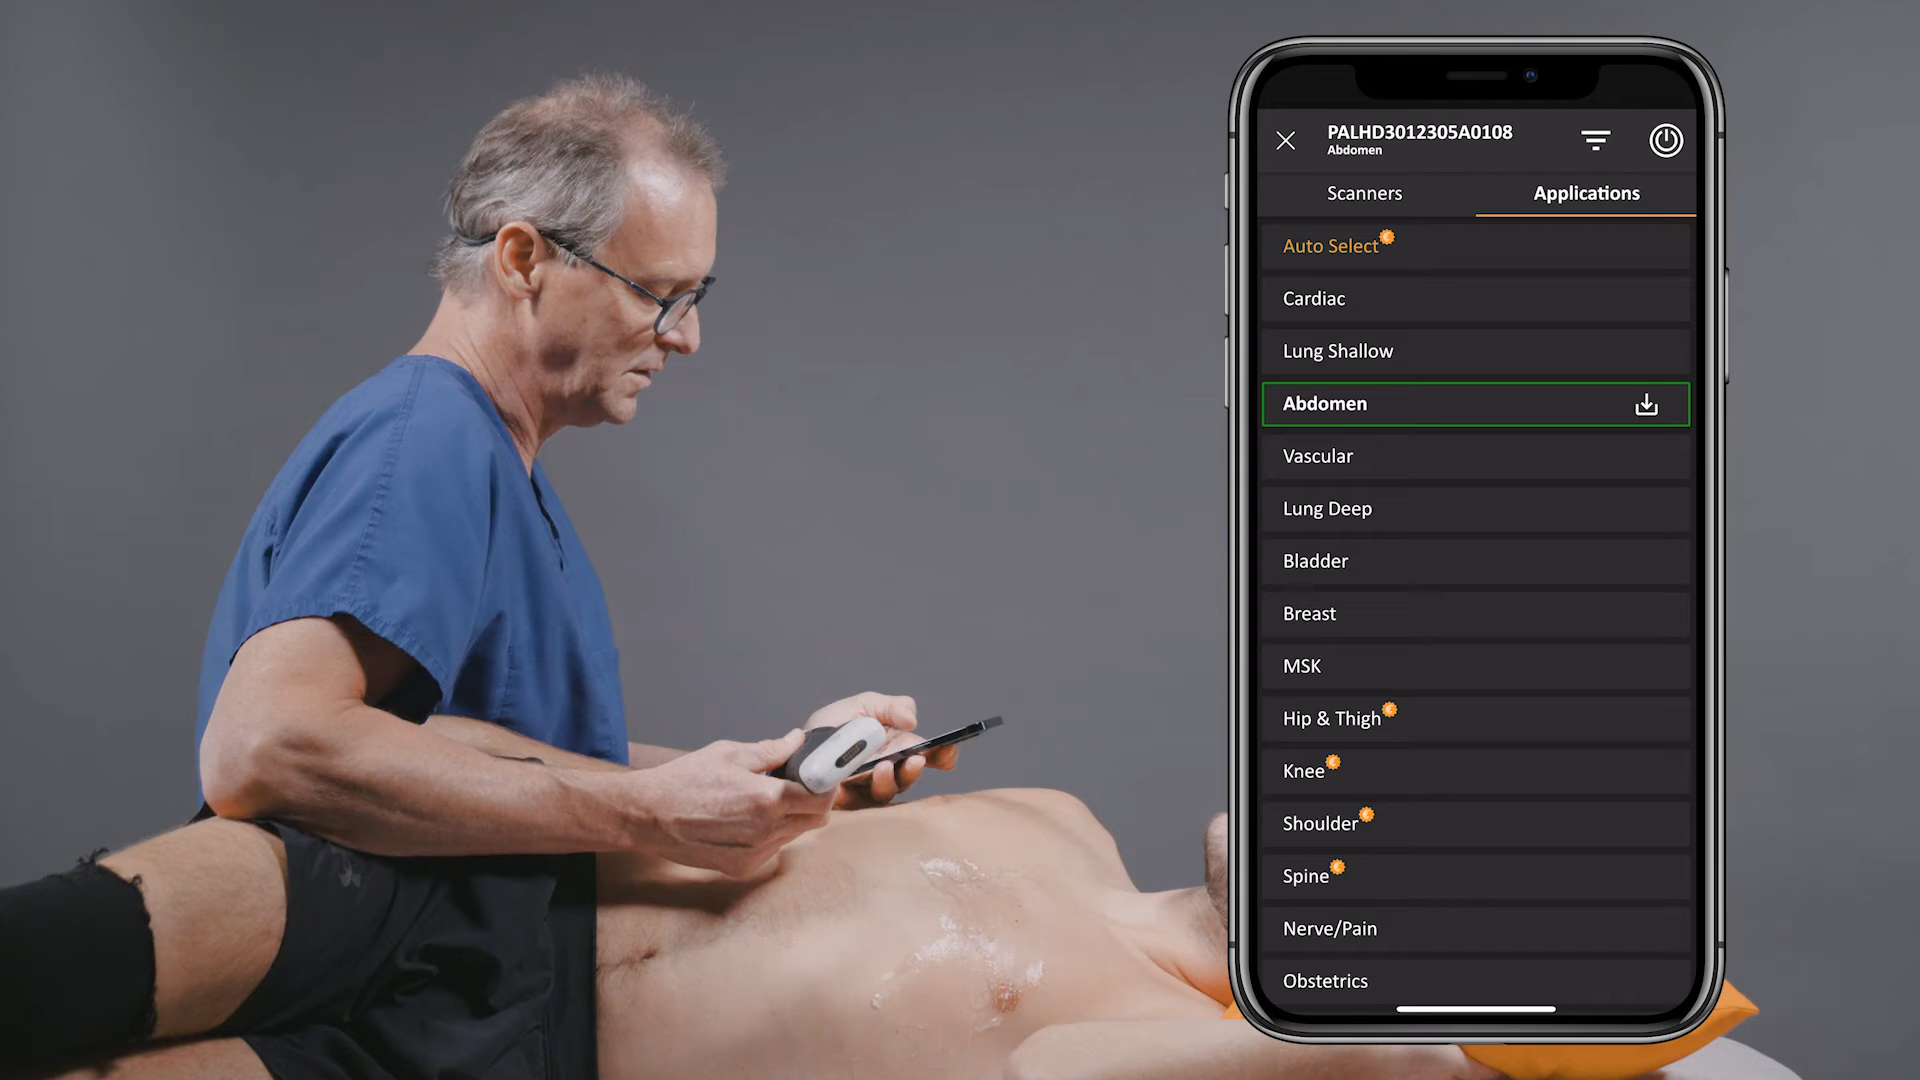 PALHD3012305A0108
Abdomen
Scanners
Applications
Auto Select
Cardiac
Lung Shallow
Abdomen
Vascular
Lung Deep
Bladder
Breast
MSK
Hip & Thigh
Knee
Shoulder
Spine
Nerve/Pain
Obstetrics